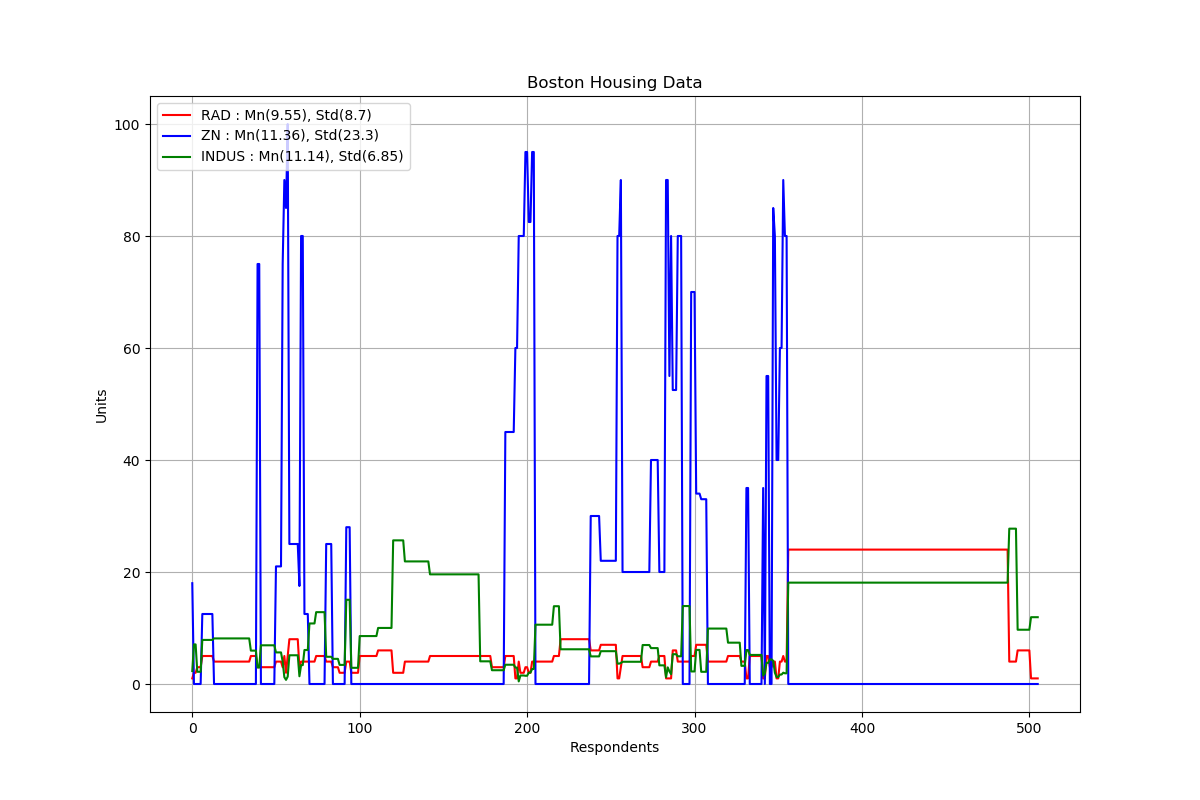 Boston Housing Data
RAD : Mn(9.55), Std(8.7)
ZN : Mn(11.36), Std(23.3)
INDUS : Mn(11.14), Std(6.85)
100
80
60
40
20
0
Units
0 100 200 300 400 500
Respondents